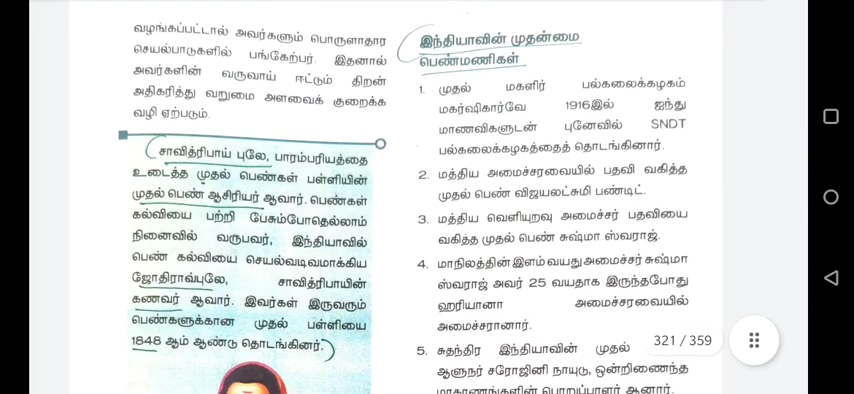 வழங்கப்பட்டால் அவர்களும் பொருளாதார
செயல்பாடுகளில் பங்கேற்பர். இதனால்
அவர்களின் வருவாய் ஈட்டும் திறன்
அதிகரித்து வறுமை அளவைக் குறைக்க
வழி ஏற்படும்.
சாவித்ரிபாய் புலே, பாரம்பரியத்தை
உடைத்த முதல் பெண்கள் பள்ளியின்
முதல் பெண் ஆசிரியர் ஆவார். பெண்கள்
கல்வியை பற்றி பேசும்போதெல்லாம்
நினைவில் வருபவர், இந்தியாவில்
பெண் கல்வியை செயல்வடிவமாக்கிய
ஜோதிராவ்புலே, சாவித்ரிபாயின்
கணவர் ஆவார். இவர்கள் இருவரும்
பெண்களுக்கான முதல் பள்ளியை
1848 ஆம் ஆண்டு தொடங்கினர்.
இந்தியாவின் முதன்மை
பெண்மணிகள்
1. முதல் மகளிர் பல்கலைக்கழகம்
மகர்ஷிகார்வே 1916இல் ஐந்து
மாணவிகளுடன் புனேவில் SNDT
பல்கலைக்கழகத்தைத் தொடங்கினார்.
2. மத்திய அமைச்சரவையில் பதவி வகித்த
முதல் பெண் விஜயலட்சுமி பண்டிட்.
3. மத்திய வெளியுறவு அமைச்சர் பதவியை
வகித்த முதல் பெண் சுஷ்மா ஸ்வராஜ்.
4. மாநிலத்தின் இளம் வயது அமைச்சர் சுஷ்மா
ஸ்வராஜ் அவர் 25 வயதாக இருந்தபோது
ஹரியானா அமைச்சரவையில்
அமைச்சரானார்.
5. சுதந்திர இந்தியாவின் முதல்
ஆளுநர் சரோஜினி நாயுடு, ஒன்றிணைந்த
மாகாணங்களின் பொறுப்பாளர் ஆனார்.
321 / 359